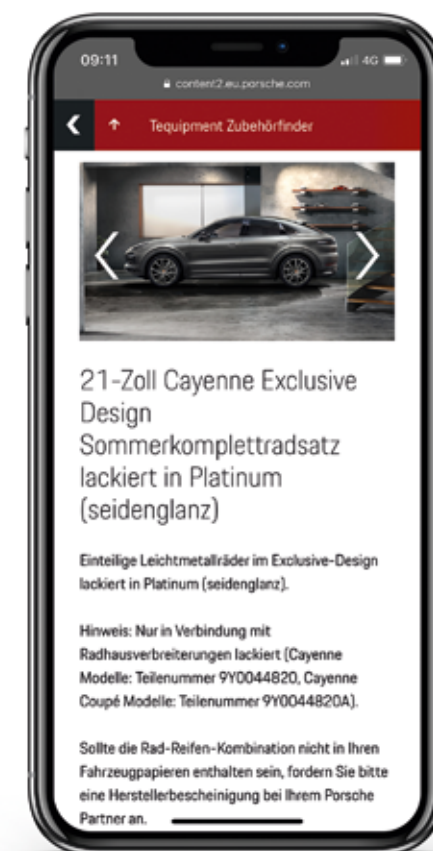 09:11
4G
content2.eu.porsche.com
Tequipment Zubehörfinder
21-Zoll Cayenne Exclusive
Design
Sommerkomplettradsatz
lackiert in Platinum
(seidenglanz)
Einteilige Leichtmetallräder im Exclusive-Design
lackiert in Platinum (seidenglanz).
Hinweis: Nur in Verbindung mit
Radhausverbreiterungen lackiert (Cayenne
Modelle: Teilenummer 9Y0044820, Cayenne
Coupé Modelle: Teilenummer 9Y0044820A).
Sollte die Rad-Reifen-Kombination nicht in Ihren
Fahrzeugpapieren enthalten sein, fordern Sie bitte
eine Herstellerbescheinigung bei Ihrem Porsche
Partner an.